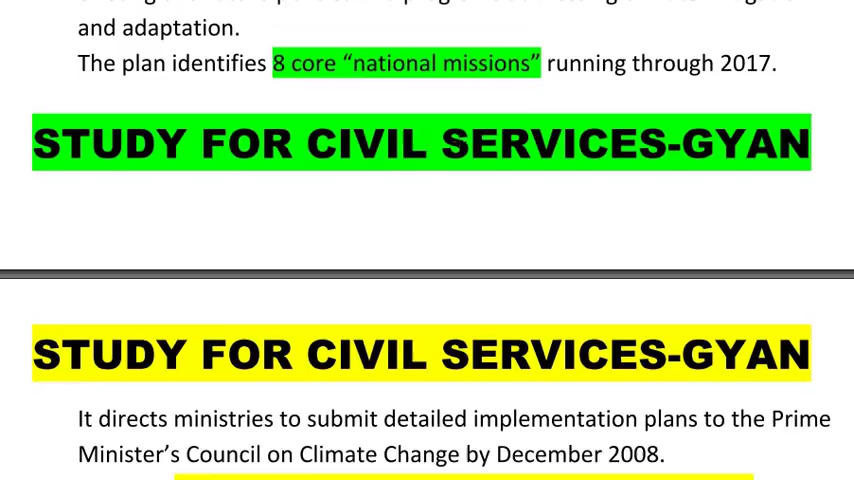 and adaptation.
The plan identifies 8 core “national missions” running through 2017.
STUDY FOR CIVIL SERVICES-GYAN
STUDY FOR CIVIL SERVICES-GYAN
It directs ministries to submit detailed implementation plans to the Prime
Minister’s Council on Climate Change by December 2008.